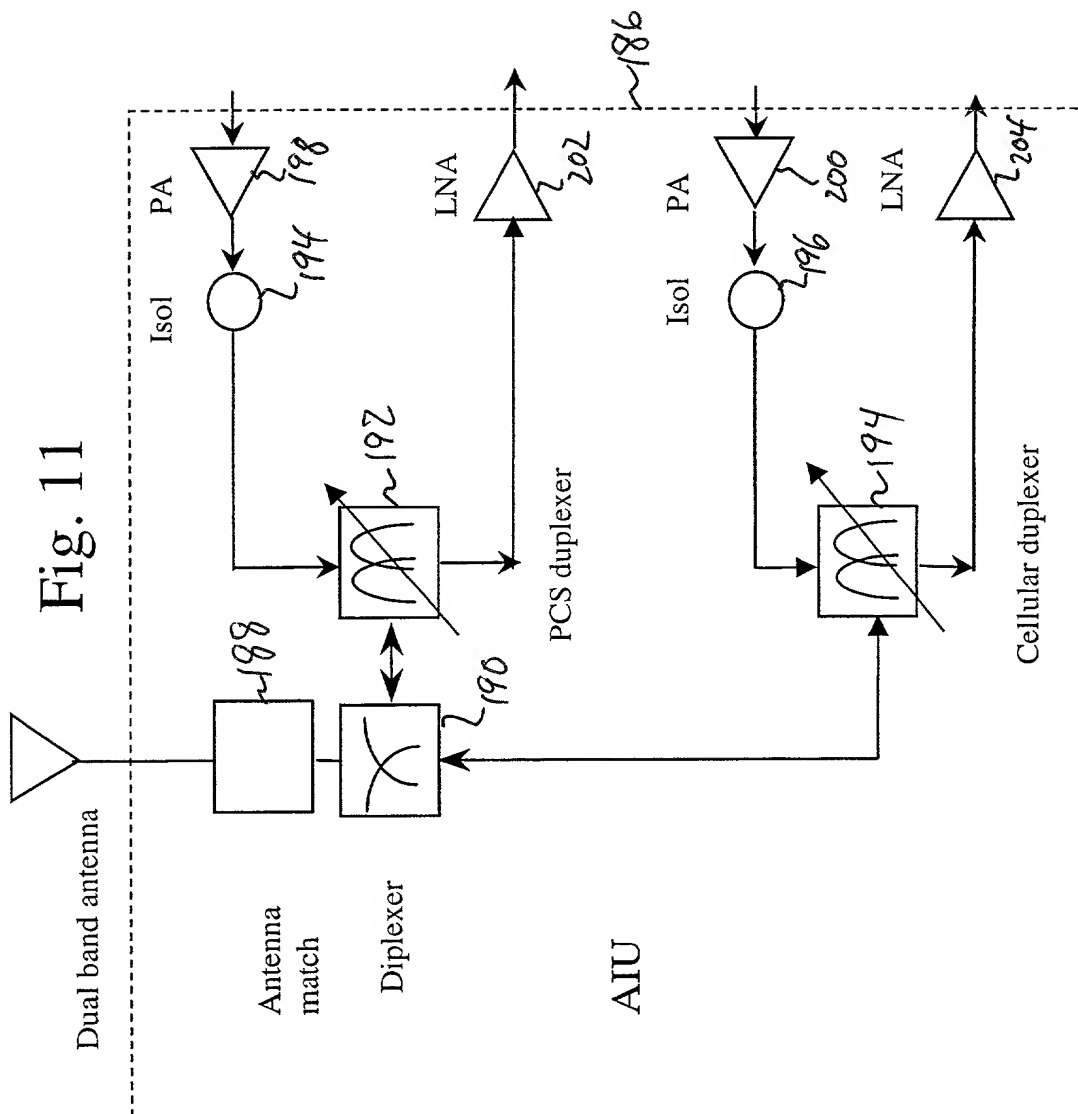 Fig. 11
Dual band antenna
Antenna
match
188
Diplexer
190
192
PCS duplexer
Isol
194
PA
198
LNA
202
186
AIU
194
Cellular duplexer
Isol
196
PA
200
LNA
204